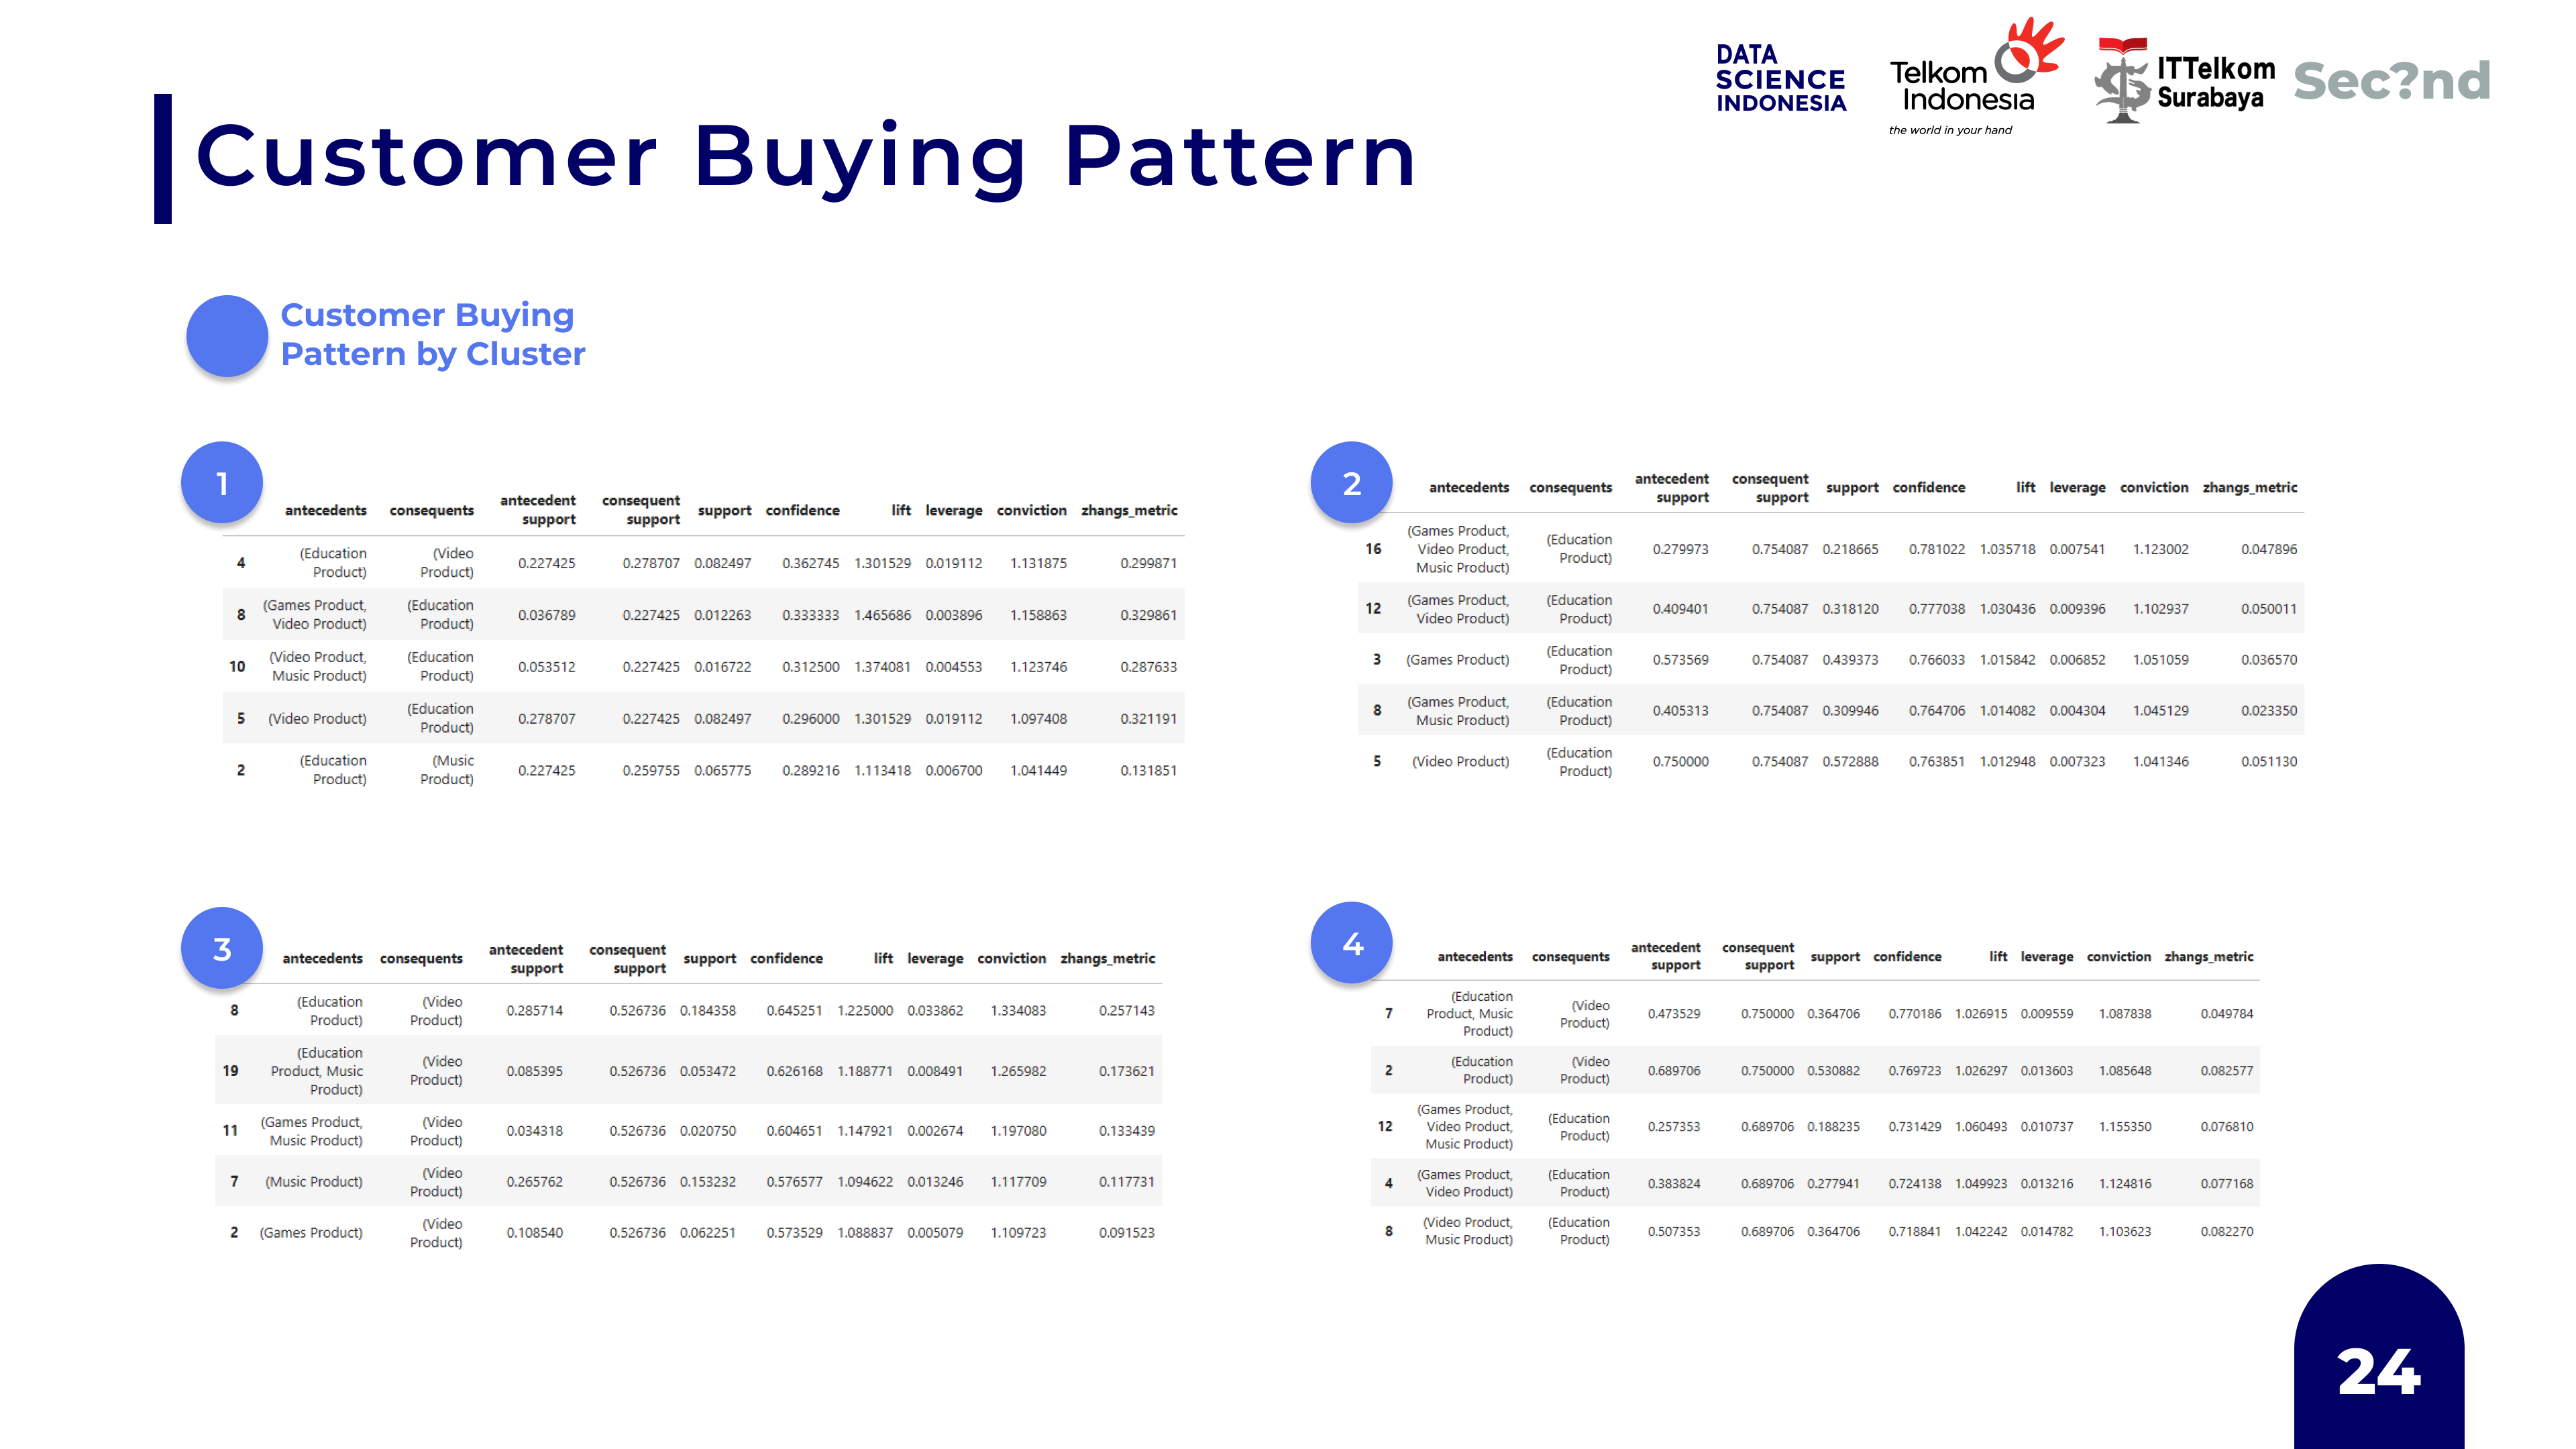 DATA
SCIENCE
INDONESIA
Telkom
Indonesia
the world in your hand
ITTelkom
Surabaya
Sec?nd
Customer Buying Pattern
Customer Buying
Pattern by Cluster
1
antecedents consequents antecedent support consequent support support confidence lift leverage conviction zhangs_metric
4 (Education Product) (Video Product) 0.227425 0.278707 0.082497 0.362745 1.301529 0.019112 1.131875 0.299871
8 (Games Product, Video Product) (Education Product) 0.036789 0.227425 0.012263 0.333333 1.465686 0.003896 1.158863 0.329861
10 (Video Product, Music Product) (Education Product) 0.053512 0.227425 0.016722 0.312500 1.374081 0.004553 1.123746 0.287633
5 (Video Product) (Education Product) 0.278707 0.227425 0.082497 0.296000 1.301529 0.019112 1.097408 0.321191
2 (Education Product) (Music Product) 0.227425 0.259755 0.065775 0.289216 1.113418 0.006700 1.041449 0.131851
2
antecedents consequents antecedent support consequent support support confidence lift leverage conviction zhangs_metric
16 (Games Product, Video Product, Music Product) (Education Product) 0.279973 0.754087 0.218665 0.781022 1.035718 0.007541 1.123002 0.047896
12 (Games Product, Video Product) (Education Product) 0.409401 0.754087 0.318120 0.777038 1.030436 0.009396 1.102937 0.050011
3 (Games Product) (Education Product) 0.573569 0.754087 0.439373 0.766033 1.015842 0.006852 1.051059 0.036570
8 (Games Product, Music Product) (Education Product) 0.405313 0.754087 0.309946 0.764706 1.014082 0.004304 1.045129 0.023350
5 (Video Product) (Education Product) 0.750000 0.754087 0.572888 0.763851 1.012948 0.007323 1.041346 0.051130
3
antecedents consequents antecedent support consequent support support confidence lift leverage conviction zhangs_metric
8 (Education Product) (Video Product) 0.285714 0.526736 0.184358 0.645251 1.225000 0.033862 1.334083 0.257143
19 (Education Product, Music Product) (Video Product) 0.085395 0.526736 0.053472 0.626168 1.188771 0.008491 1.265982 0.173621
11 (Games Product, Music Product) (Video Product) 0.034318 0.526736 0.020750 0.604651 1.147921 0.002674 1.197080 0.133439
7 (Music Product) (Video Product) 0.265762 0.526736 0.153232 0.576577 1.094622 0.013246 1.117709 0.117731
2 (Games Product) (Video Product) 0.108540 0.526736 0.062251 0.573529 1.088837 0.005079 1.109723 0.091523
4
antecedents consequents antecedent support consequent support support confidence lift leverage conviction zhangs_metric
7 (Education Product, Music Product) (Video Product) 0.473529 0.750000 0.364706 0.770186 1.026915 0.009559 1.087838 0.049784
2 (Education Product) (Video Product) 0.689706 0.750000 0.530882 0.769723 1.026297 0.013603 1.085648 0.082577
12 (Games Product, Video Product, Music Product) (Education Product) 0.257353 0.689706 0.188235 0.731429 1.060493 0.010737 1.155350 0.076810
4 (Games Product, Video Product) (Education Product) 0.383824 0.689706 0.277941 0.724138 1.049923 0.013216 1.124816 0.077168
8 (Video Product, Music Product) (Education Product) 0.507353 0.689706 0.364706 0.718841 1.042242 0.014782 1.103623 0.082270
24